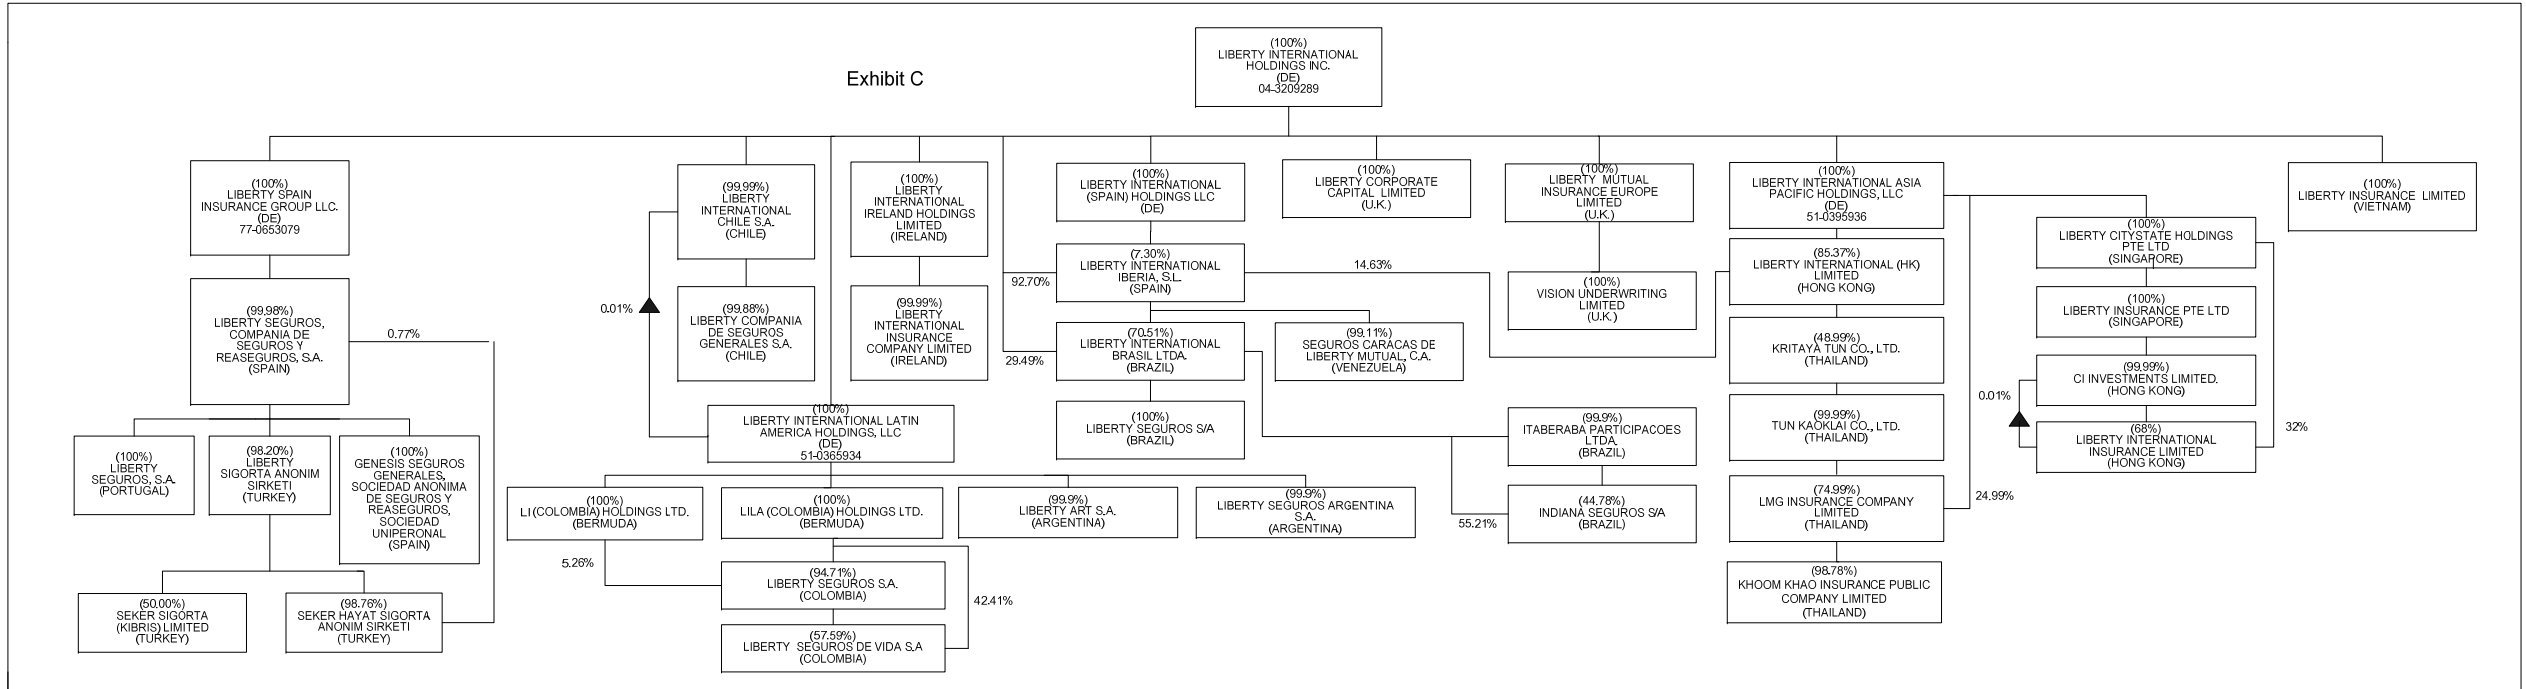 Exhibit C
(100%)
LIBERTY INTERNATIONAL
HOLDINGS INC.
(DE)
04-3209289
(100%)
LIBERTY SPAIN
INSURANCE GROUP LLC.
(DE)
77-0653079
(99.98%)
LIBERTY SEGUROS,
COMPANIA DE
SEGUROS Y
REASEGUROS, S.A.
(SPAIN)
0.77%
(100%)
LIBERTY
SEGUROS, S.A.
(PORTUGAL)
(98.20%)
LIBERTY
SIGORTA ANONIM
SIRKETI
(TURKEY)
(100%)
GENESIS SEGUROS
GENERALES,
SOCIEDAD ANONIMA
DE SEGUROS Y
REASEGUROS,
SOCIEDAD
UNIPERONAL
(SPAIN)
(50.00%)
SEKER SIGORTA
(KIBRIS) LIMITED
(TURKEY)
(98.76%)
SEKER HAYAT SIGORTA
ANONIM SIRKETI
(TURKEY)
(99.99%)
LIBERTY
INTERNATIONAL
CHILE S.A.
(CHILE)
0.01%
(99.88%)
LIBERTY COMPANIA
DE SEGUROS
GENERALES S.A.
(CHILE)
(100%)
LIBERTY
INTERNATIONAL
IRELAND HOLDINGS
LIMITED
(IRELAND)
(99.99%)
LIBERTY
INTERNATIONAL
INSURANCE
COMPANY LIMITED
(IRELAND)
(100%)
LIBERTY INTERNATIONAL LATIN
AMERICA HOLDINGS, LLC
(DE)
51-0365934
(100%)
LI (COLOMBIA) HOLDINGS LTD.
(BERMUDA)
(100%)
LILA (COLOMBIA) HOLDINGS LTD.
(BERMUDA)
(99.9%)
LIBERTY ART S.A.
(ARGENTINA)
(99.9%)
LIBERTY SEGUROS ARGENTINA
S.A.
(ARGENTINA)
5.26%
(94.71%)
LIBERTY SEGUROS S.A.
(COLOMBIA)
42.41%
(57.59%)
LIBERTY SEGUROS DE VIDA S.A
(COLOMBIA)
(100%)
LIBERTY INTERNATIONAL
(SPAIN) HOLDINGS LLC
(DE)
92.70%
(7.30%)
LIBERTY INTERNATIONAL
IBERIA, S.L.
(SPAIN)
14.63%
29.49%
(70.51%)
LIBERTY INTERNATIONAL
BRASIL LTDA.
(BRAZIL)
(99.11%)
SEGUROS CARACAS DE
LIBERTY MUTUAL, C.A.
(VENEZUELA)
(100%)
LIBERTY SEGUROS S/A
(BRAZIL)
(99.9%)
ITABERABA PARTICIPACOES
LTDA.
(BRAZIL)
55.21%
(44.78%)
INDIANA SEGUROS S/A
(BRAZIL)
(100%)
LIBERTY CORPORATE
CAPITAL LIMITED
(U.K.)
(100%)
LIBERTY MUTUAL
INSURANCE EUROPE
LIMITED
(U.K.)
(100%)
VISION UNDERWRITING
LIMITED
(U.K.)
(100%)
LIBERTY INTERNATIONAL ASIA
PACIFIC HOLDINGS, LLC
(DE)
51-0395936
(85.37%)
LIBERTY INTERNATIONAL (HK)
LIMITED
(HONG KONG)
(48.99%)
KRITAYA TUN CO., LTD.
(THAILAND)
(99.99%)
TUN KAOKLAI CO., LTD.
(THAILAND)
(74.99%)
LMG INSURANCE COMPANY
LIMITED
(THAILAND)
24.99%
(98.78%)
KHOOM KHAO INSURANCE PUBLIC
COMPANY LIMITED
(THAILAND)
(100%)
LIBERTY CITYSTATE HOLDINGS
PTE LTD
(SINGAPORE)
(100%)
LIBERTY INSURANCE PTE LTD
(SINGAPORE)
(99.99%)
CI INVESTMENTS LIMITED.
(HONG KONG)
0.01%
(68%)
LIBERTY INTERNATIONAL
INSURANCE LIMITED
(HONG KONG)
32%
(100%)
LIBERTY INSURANCE LIMITED
(VIETNAM)